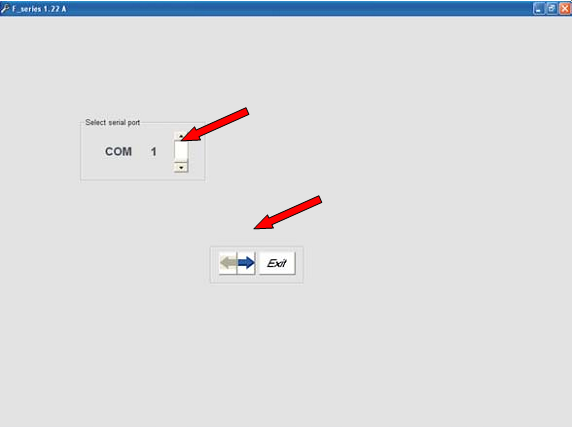 F_series 1.22 A
Select serial port
COM 1
Exit